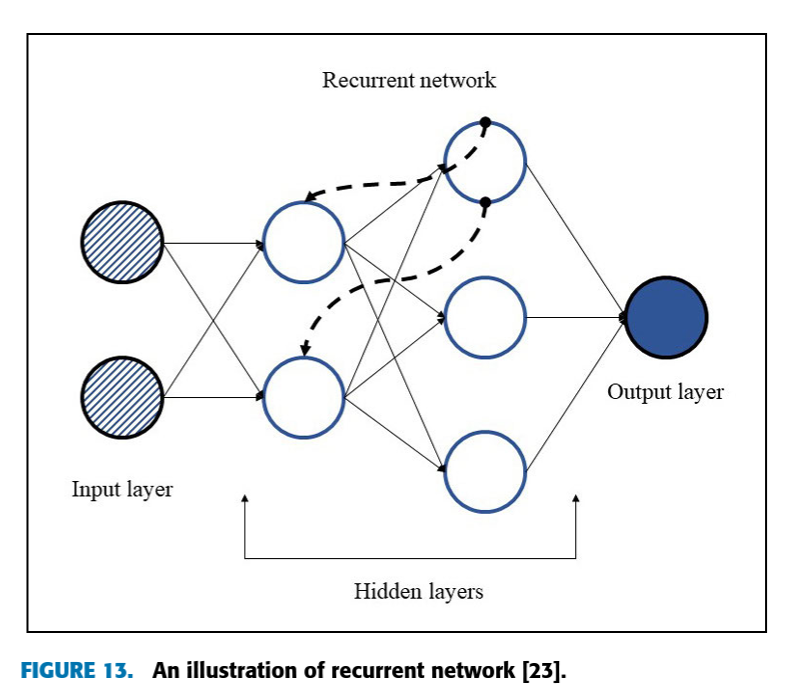 Recurrent network
Output layer
Input layer
Hidden layers
FIGURE 13. An illustration of recurrent network [23].